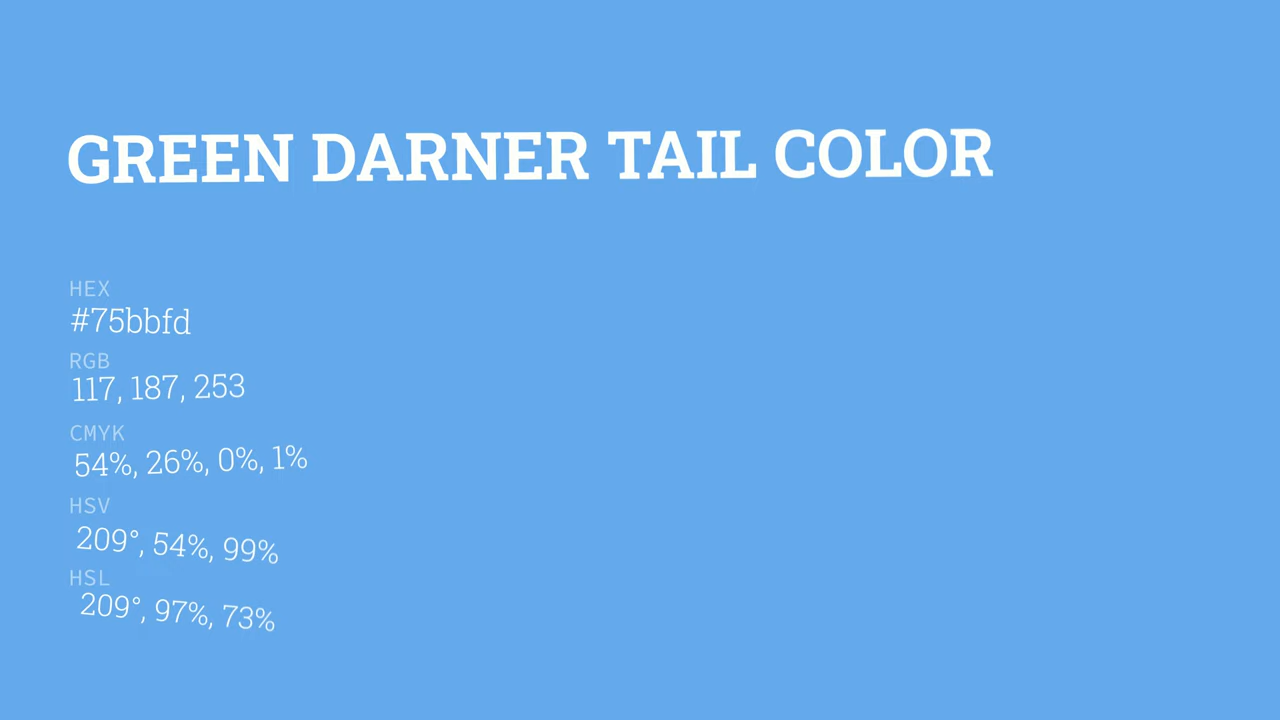 GREEN DARNER TAIL COLOR
HEX
#75bbfd
RGB
117, 187, 253
CMYK
54%, 26%, 0%, 1%
HSV
209°, 54%, 99%
HSL
209°, 97%, 73%